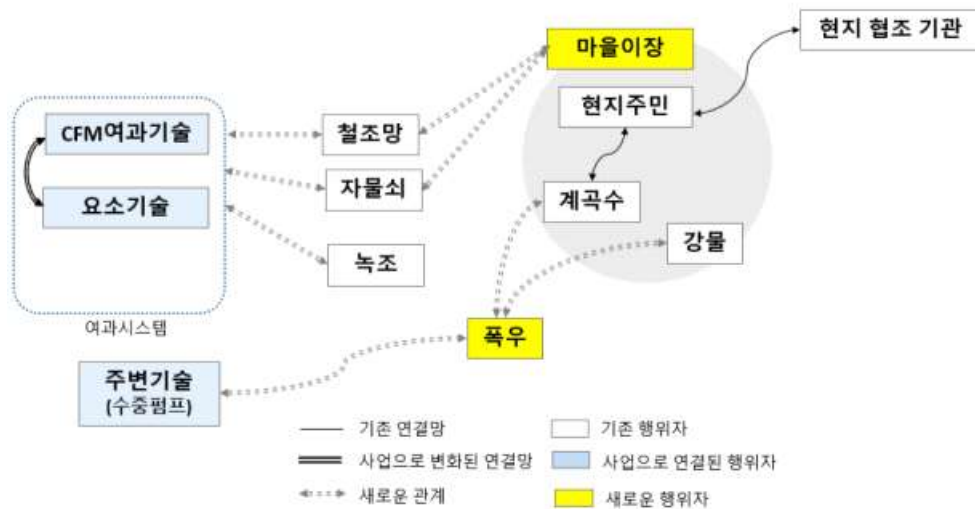 현지 협조 기관
마을이장
현지주민
CFM여과기술
철조망
자물쇠
요소기술
계곡수
강물
녹조
여과시스템
폭우
주변기술
(수중펌프)
기존 연결망
기존 행위자
사업으로 변화된 연결망
사업으로 연결된 행위자
새로운 관계
새로운 행위자